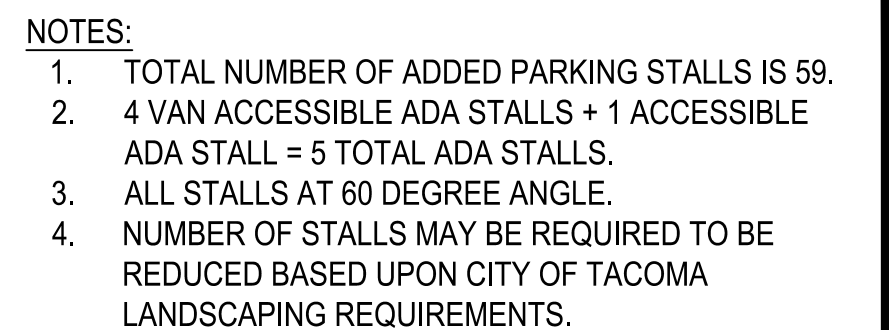 NOTES:
1. TOTAL NUMBER OF ADDED PARKING STALLS IS 59.
2. 4 VAN ACCESSIBLE ADA STALLS + 1 ACCESSIBLE
ADA STALL = 5 TOTAL ADA STALLS.
3. ALL STALLS AT 60 DEGREE ANGLE.
4. NUMBER OF STALLS MAY BE REQUIRED TO BE
REDUCED BASED UPON CITY OF TACOMA
LANDSCAPING REQUIREMENTS.